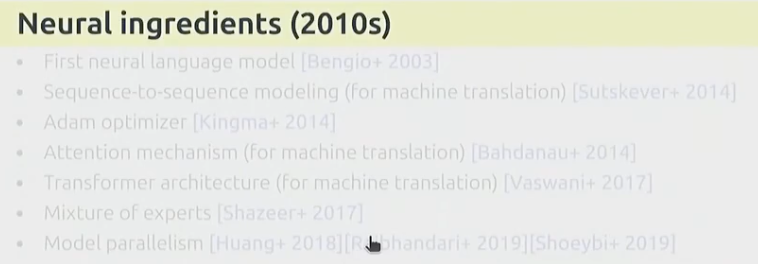 Neural ingredients (2010s)
• First neural language model [Bengio+ 2003]
• Sequence-to-sequence modeling (for machine translation) [Sutskever+ 2014]
• Adam optimizer [Kingma+ 2014]
• Attention mechanism (for machine translation) [Bahdanau+ 2014]
• Transformer architecture (for machine translation) [Vaswani+ 2017]
• Mixture of experts [Shazeer+ 2017]
• Model parallelism [Huang+ 2018][ 2019][Shoeybi+ 2019]